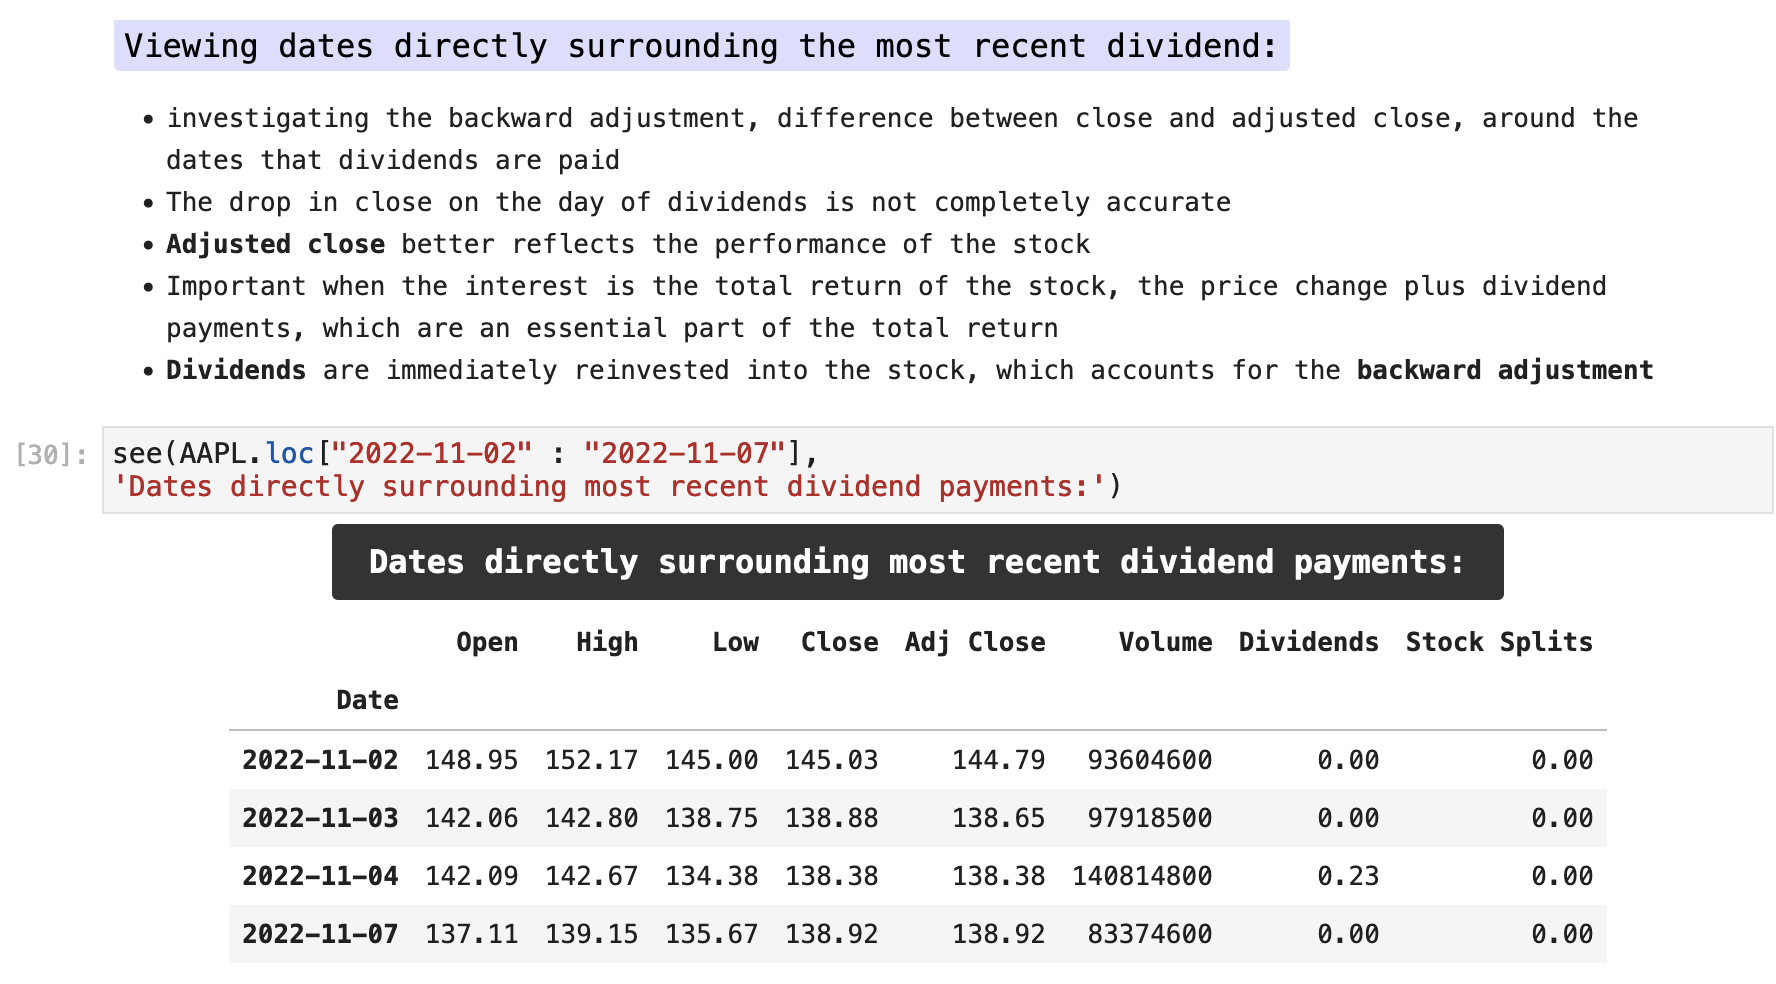 Viewing dates directly surrounding the most recent dividend:
• investigating the backward adjustment, difference between close and adjusted close, around the
dates that dividends are paid
• The drop in close on the day of dividends is not completely accurate
• Adjusted close better reflects the performance of the stock
• Important when the interest is the total return of the stock, the price change plus dividend
payments, which are an essential part of the total return
• Dividends are immediately reinvested into the stock, which accounts for the backward adjustment
[30]: see(AAPL.loc["2022-11-02" : "2022-11-07"],
'Dates directly surrounding most recent dividend payments:')
Dates directly surrounding most recent dividend payments:
Open High Low Close Adj Close Volume Dividends Stock Splits
Date
2022-11-02 148.95 152.17 145.00 145.03 144.79 93604600 0.00 0.00
2022-11-03 142.06 142.80 138.75 138.88 138.65 97918500 0.00 0.00
2022-11-04 142.09 142.67 134.38 138.38 138.38 140814800 0.23 0.00
2022-11-07 137.11 139.15 135.67 138.92 138.92 83374600 0.00 0.00